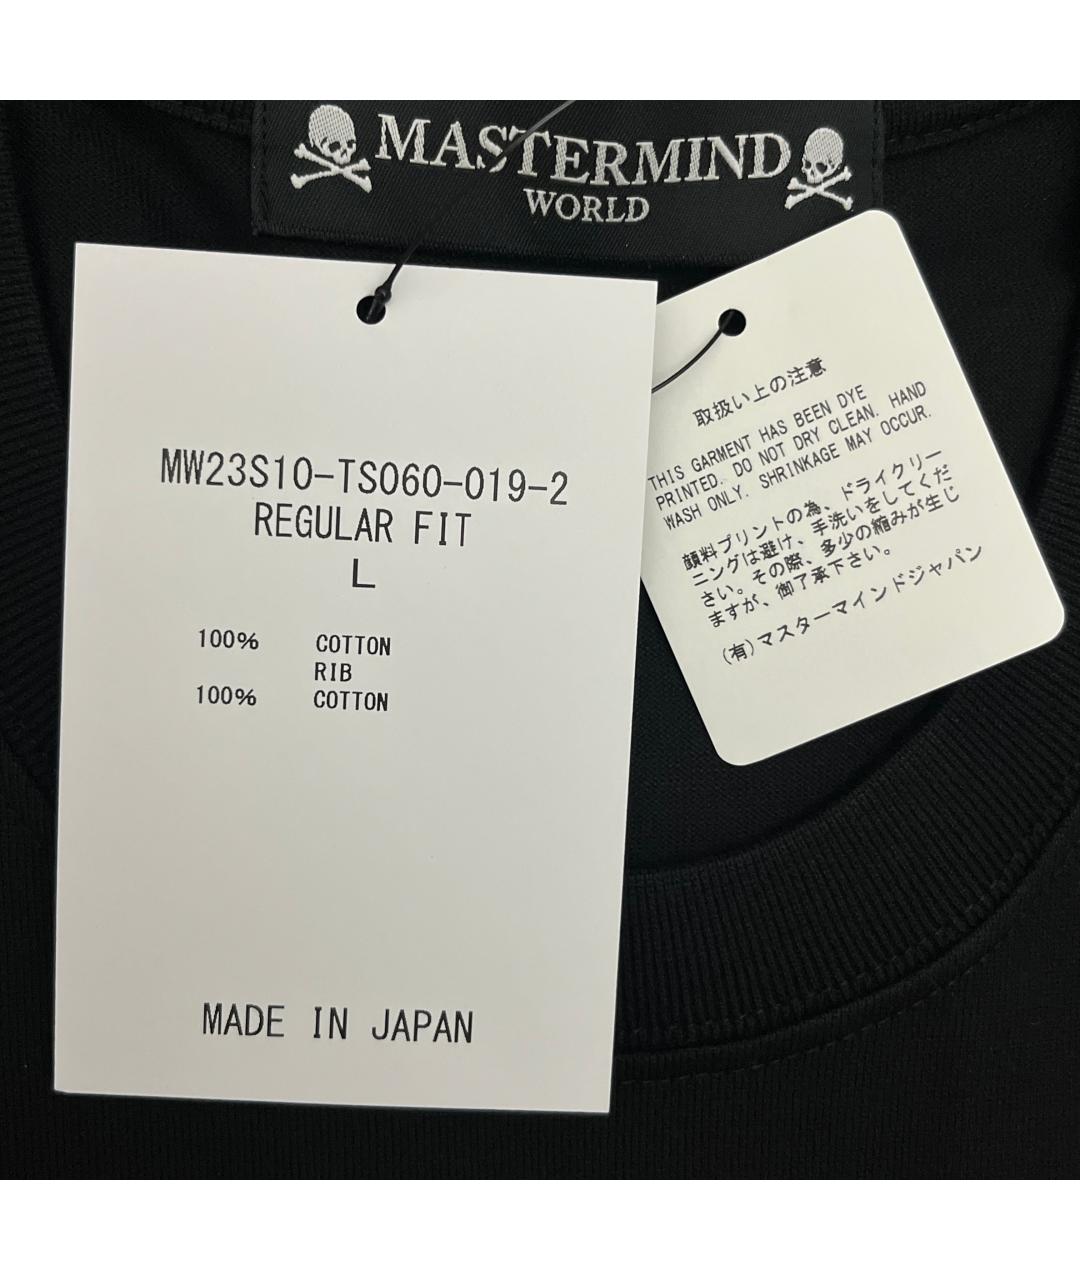 MASTERMIND
WORLD
MW23S10-TS060-019-2
REGULAR FIT
L
100% COTTON
RIB
100% COTTON
MADE IN JAPAN
取扱い上の注意
THIS GARMENT HAS BEEN DYE
PRINTED. DO NOT DRY CLEAN. HAND
WASH ONLY. SHRINKAGE MAY OCCUR.
顔料プリントの為、ドライクリー
ニングは避け、手洗いをしてくだ
さい。その際、多少の縮みが生じ
ますが、御了承下さい。
(有)マスターマインドジャパン